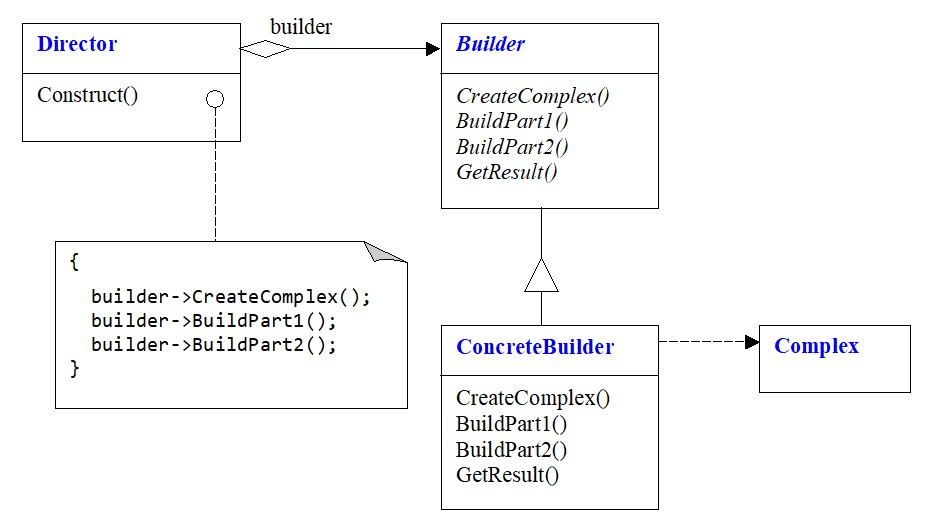 builder
Director
Construct()
Builder
CreateComplex()
BuildPart1()
BuildPart2()
GetResult()
{
builder->CreateComplex();
builder->BuildPart1();
builder->BuildPart2();
}
ConcreteBuilder
CreateComplex()
BuildPart1()
BuildPart2()
GetResult()
Complex